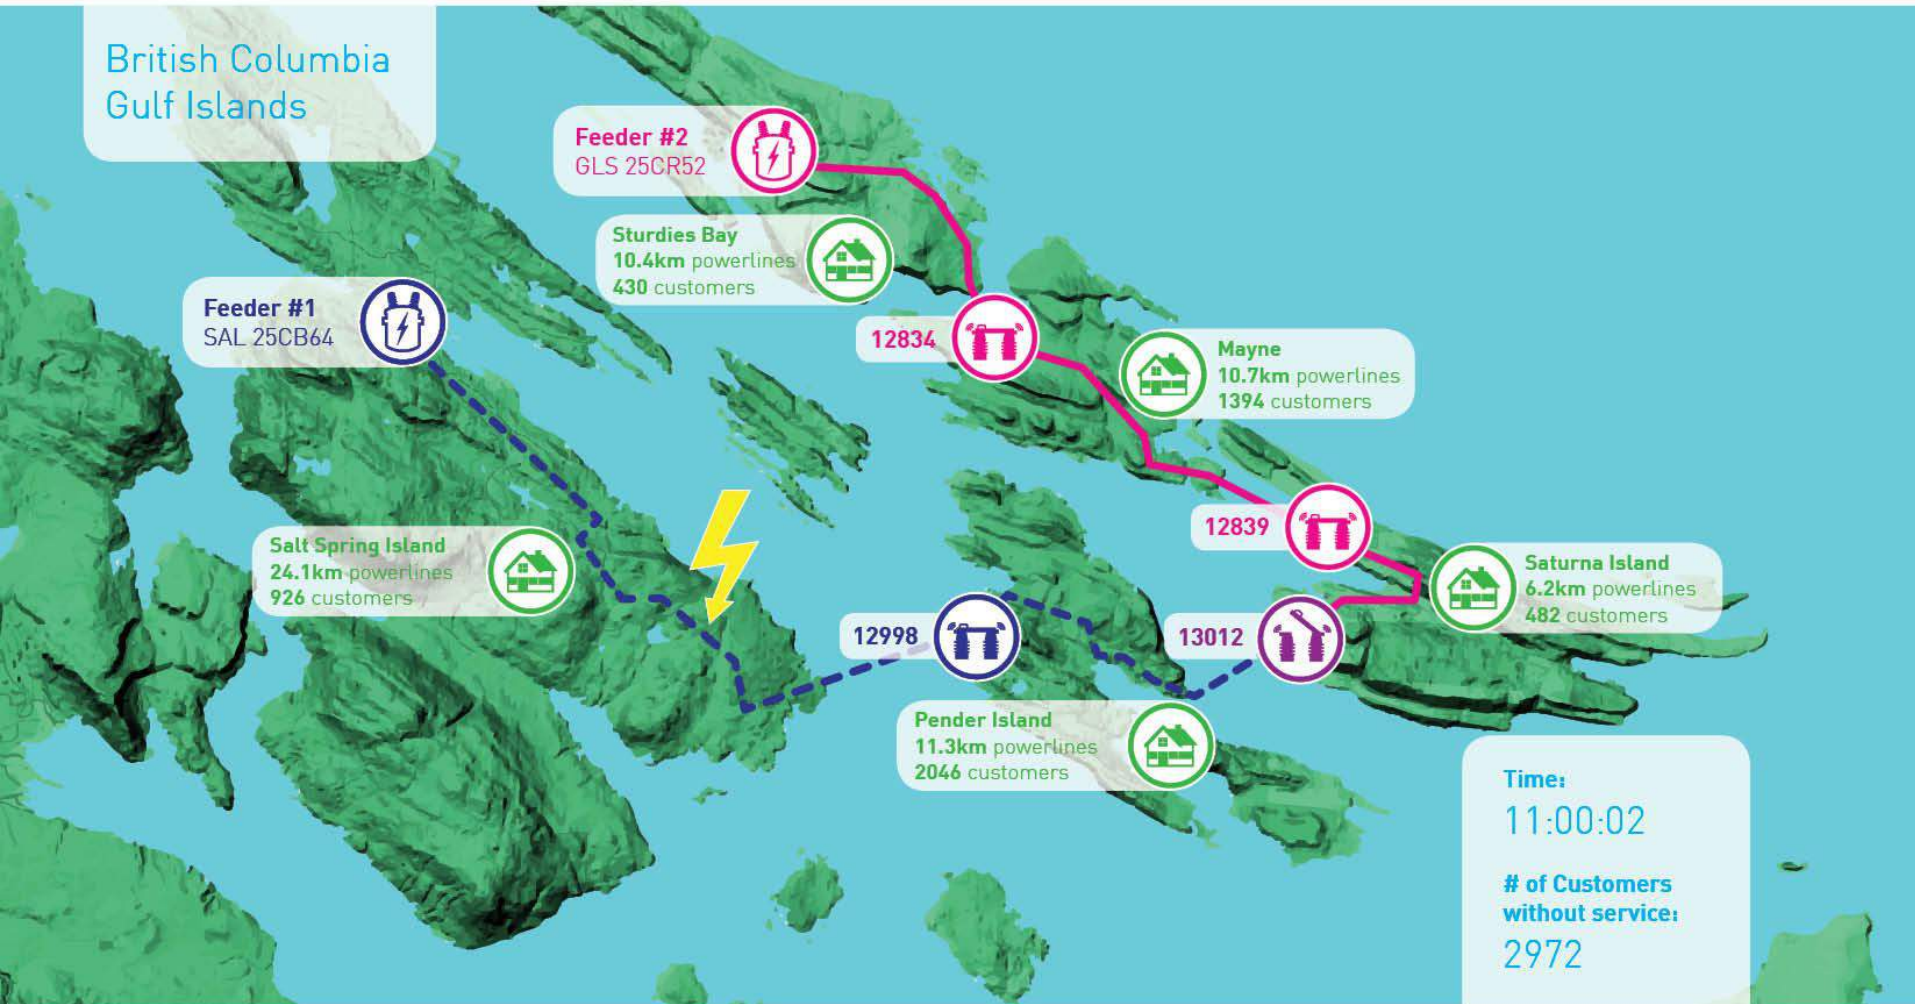 British Columbia
Gulf Islands
Feeder #2
GLS 25CR52
Sturdies Bay
10.4km powerlines
430 customers
Feeder #1
SAL 25CB64
12834
Mayne
10.7km powerlines
1394 customers
12839
Salt Spring Island
24.1km powerlines
926 customers
Saturna Island
6.2km powerlines
482 customers
12998
13012
Pender Island
11.3km powerlines
2046 customers
Time:
11:00:02
# of Customers
without service:
2972